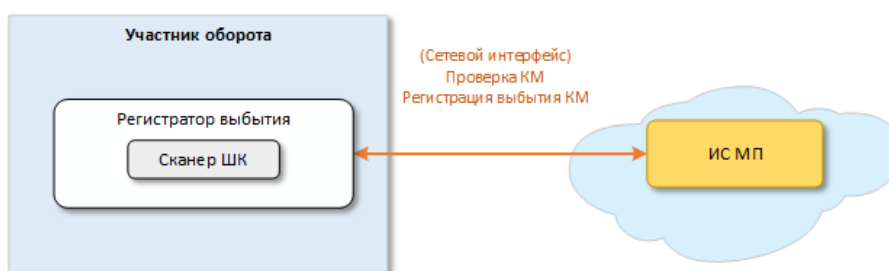 Участник оборота
(Сетевой интерфейс)
Проверка КМ
Регистрация выбытия КМ
Регистратор выбытия
Сканер ШК
ИС МП